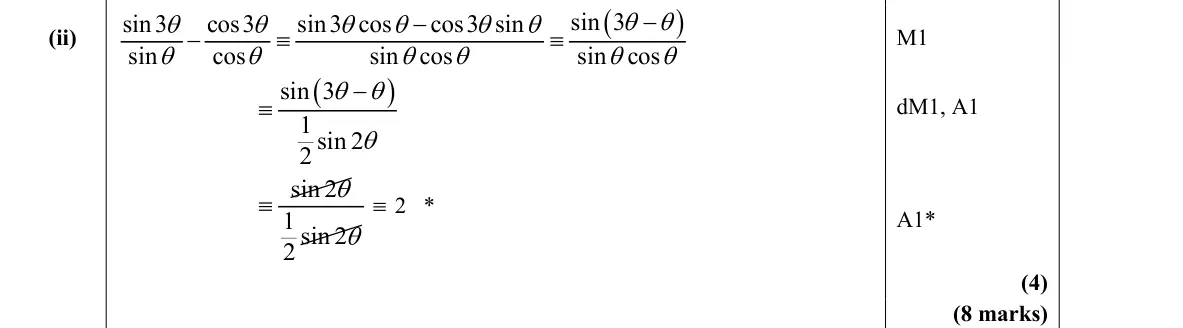 (ii) sin 3θ / sin θ − cos 3θ / cos θ ≡ sin 3θ cos θ − cos 3θ sin θ / sin θ cos θ ≡ sin (3θ − θ) / sin θ cos θ M1
≡ sin (3θ − θ) / 1/2 sin 2θ dM1, A1
≡ sin 2θ / 1/2 sin 2θ ≡ 2 * A1*
(4)
(8 marks)